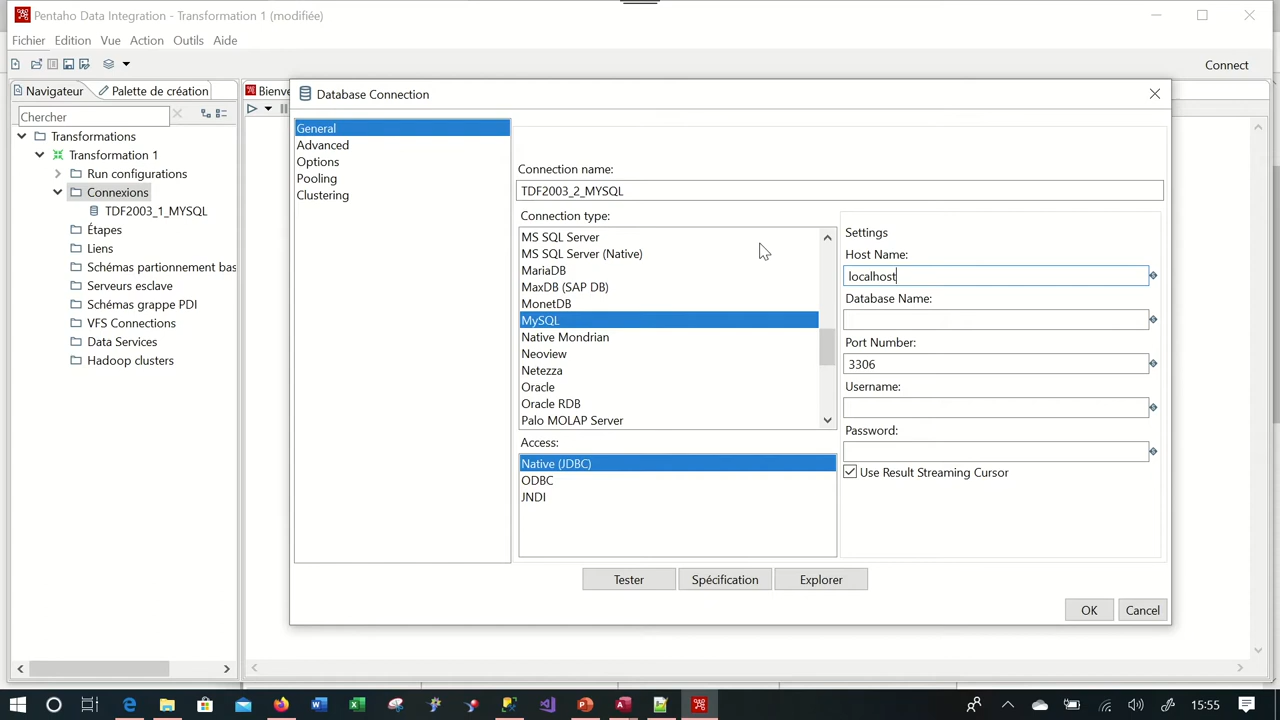 Pentaho Data Integration - Transformation 1 (modifiée)
Fichier Edition Vue Action Outils Aide
Connect
Navigateur
Palette de création
Bienve
Chercher
Transformations
Transformation 1
Run configurations
Connexions
TDF2003_1_MYSQL
Étapes
Liens
Schémas partionnement bas
Serveurs esclave
Schémas grappe PDI
VFS Connections
Data Services
Hadoop clusters
Database Connection
General
Advanced
Options
Pooling
Clustering
Connection name:
TDF2003_2_MYSQL
Connection type:
MS SQL Server
MS SQL Server (Native)
MariaDB
MaxDB (SAP DB)
MonetDB
MySQL
Native Mondrian
Neoview
Netezza
Oracle
Oracle RDB
Palo MOLAP Server
Access:
Native (JDBC)
ODBC
JNDI
Settings
Host Name:
localhost
Database Name:
Port Number:
3306
Username:
Password:
Use Result Streaming Cursor
Tester
Spécification
Explorer
OK
Cancel
15:55